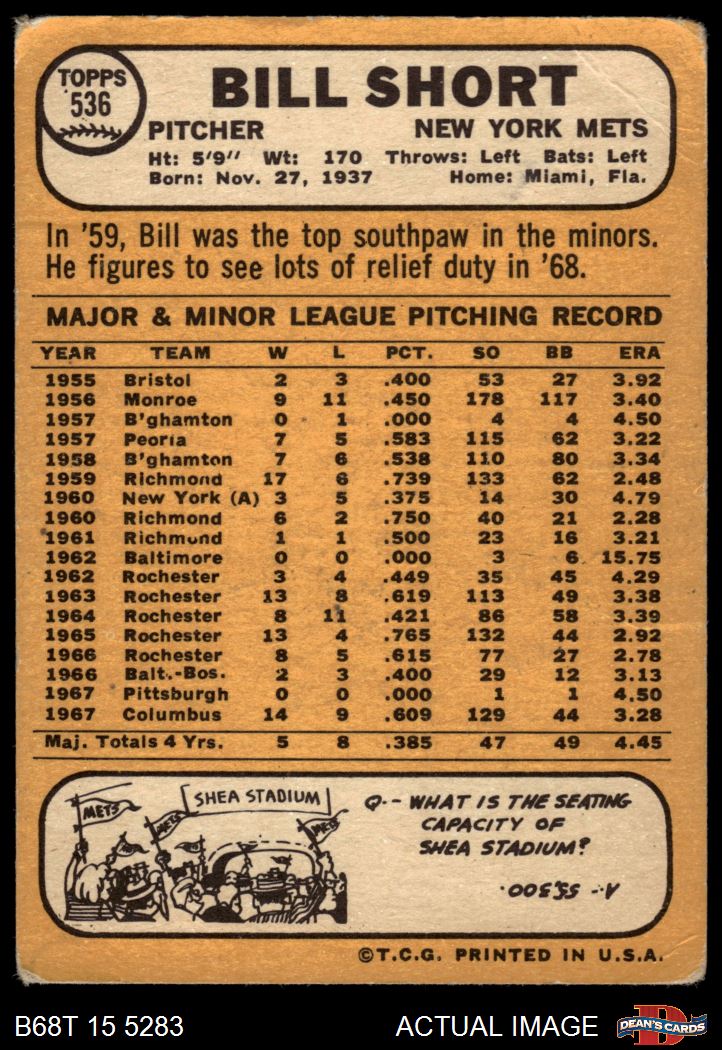 TOPPS
536
BILL SHORT
PITCHER NEW YORK METS
Ht: 5'9" Wt: 170 Throws: Left Bats: Left
Born: Nov. 27, 1937 Home: Miami, Fla.
In '59, Bill was the top southpaw in the minors.
He figures to see lots of relief duty in '68.
MAJOR & MINOR LEAGUE PITCHING RECORD
YEAR TEAM W L PCT. SO BB ERA
1955 Bristol 2 3 .400 53 27 3.92
1956 Monroe 9 11 .450 178 117 3.40
1957 B'ghamton 0 1 .000 4 4 4.50
1957 Peoria 7 5 .583 115 62 3.22
1958 B'ghamton 7 6 .538 110 80 3.34
1959 Richmond 17 6 .739 133 62 2.48
1960 New York (A) 3 5 .375 14 30 4.79
1960 Richmond 6 2 .750 40 21 2.28
1961 Richmond 1 1 .500 23 16 3.21
1962 Baltimore 0 0 .000 3 6 15.75
1962 Rochester 3 4 .449 35 45 4.29
1963 Rochester 13 8 .619 113 49 3.38
1964 Rochester 8 11 .421 86 58 3.39
1965 Rochester 13 4 .765 132 44 2.92
1966 Rochester 8 5 .615 77 27 2.78
1966 Balt.-Bos. 2 3 .400 29 12 3.13
1967 Pittsburgh 0 0 .000 1 1 4.50
1967 Columbus 14 9 .609 129 44 3.28
Maj. Totals 4 Yrs. 5 8 .385 47 49 4.45
METS
SHEA STADIUM
METS
METS
Q.-- WHAT IS THE SEATING
CAPACITY OF
SHEA STADIUM?
A-- 55,300.
©T.C.G. PRINTED IN U.S.A.
B68T 15 5283 ACTUAL IMAGE
D
DEAN'S CARDS